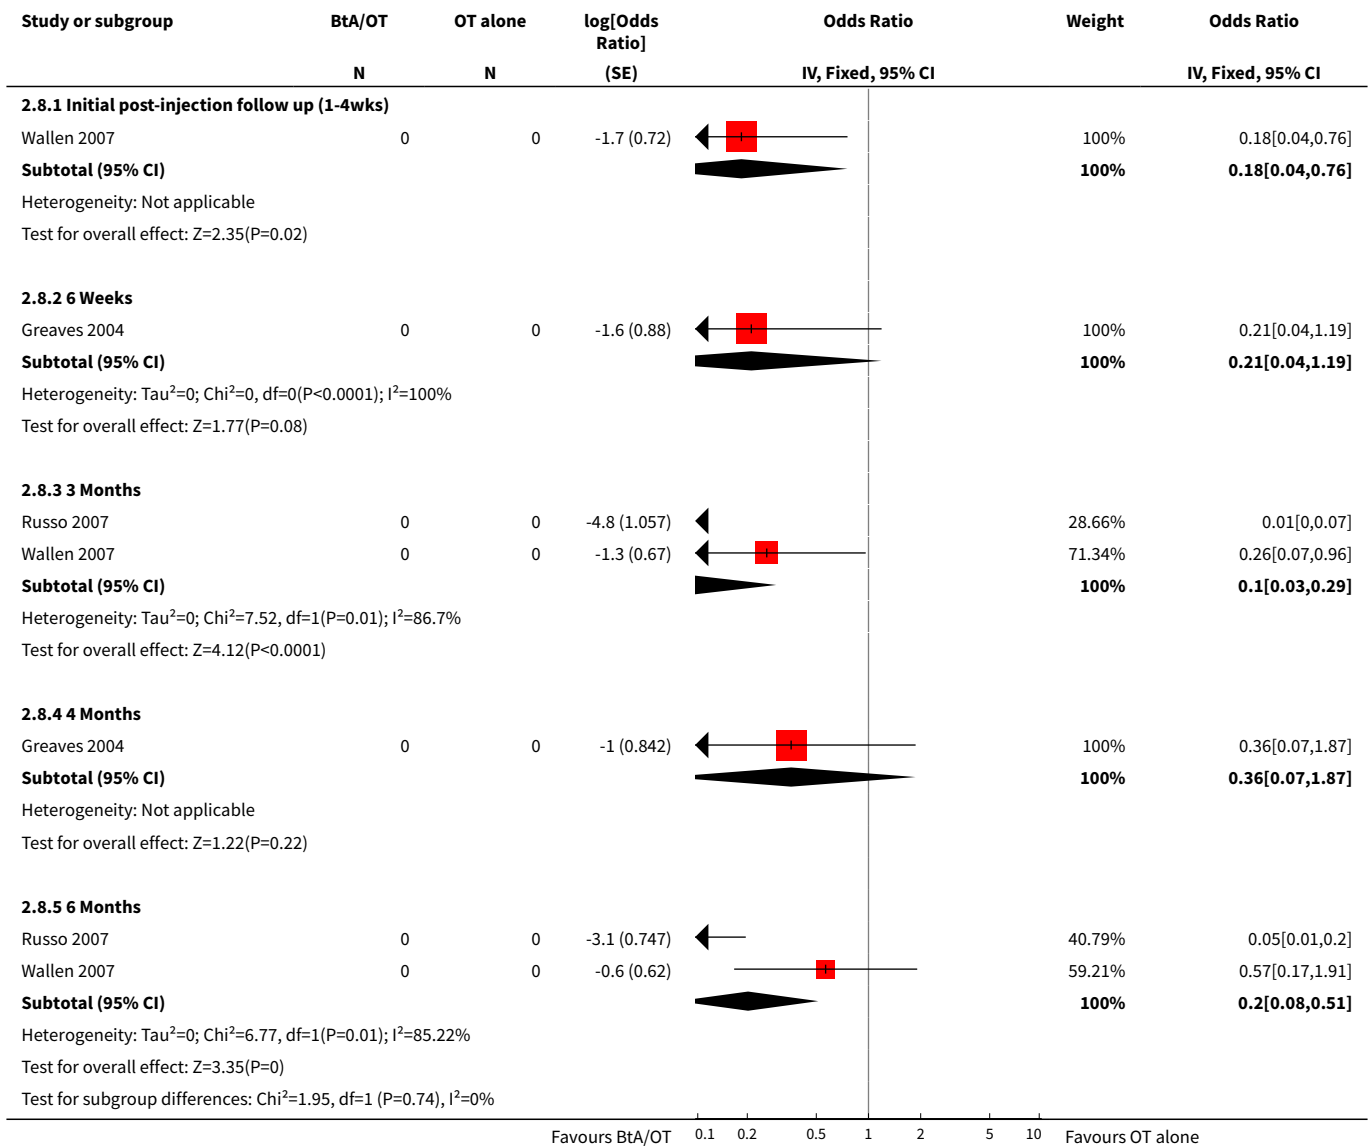 Study or subgroup BtA/OT OT alone log[Odds Ratio] Odds Ratio Weight Odds Ratio
N N (SE) IV, Fixed, 95% CI IV, Fixed, 95% CI
2.8.1 Initial post-injection follow up (1-4wks)
Wallen 2007 0 0 -1.7 (0.72) 100% 0.18[0.04,0.76]
Subtotal (95% CI) 100% 0.18[0.04,0.76]
Heterogeneity: Not applicable
Test for overall effect: Z=2.35(P=0.02)
2.8.2 6 Weeks
Greaves 2004 0 0 -1.6 (0.88) 100% 0.21[0.04,1.19]
Subtotal (95% CI) 100% 0.21[0.04,1.19]
Heterogeneity: Tau²=0; Chi²=0, df=0(P<0.0001); I²=100%
Test for overall effect: Z=1.77(P=0.08)
2.8.3 3 Months
Russo 2007 0 0 -4.8 (1.057) 28.66% 0.01[0,0.07]
Wallen 2007 0 0 -1.3 (0.67) 71.34% 0.26[0.07,0.96]
Subtotal (95% CI) 100% 0.1[0.03,0.29]
Heterogeneity: Tau²=0; Chi²=7.52, df=1(P=0.01); I²=86.7%
Test for overall effect: Z=4.12(P<0.0001)
2.8.4 4 Months
Greaves 2004 0 0 -1 (0.842) 100% 0.36[0.07,1.87]
Subtotal (95% CI) 100% 0.36[0.07,1.87]
Heterogeneity: Not applicable
Test for overall effect: Z=1.22(P=0.22)
2.8.5 6 Months
Russo 2007 0 0 -3.1 (0.747) 40.79% 0.05[0.01,0.2]
Wallen 2007 0 0 -0.6 (0.62) 59.21% 0.57[0.17,1.91]
Subtotal (95% CI) 100% 0.2[0.08,0.51]
Heterogeneity: Tau²=0; Chi²=6.77, df=1(P=0.01); I²=85.22%
Test for overall effect: Z=3.35(P=0)
Test for subgroup differences: Chi²=1.95, df=1 (P=0.74), I²=0%
Favours BtA/OT 0.1 0.2 0.5 1 2 5 10 Favours OT alone